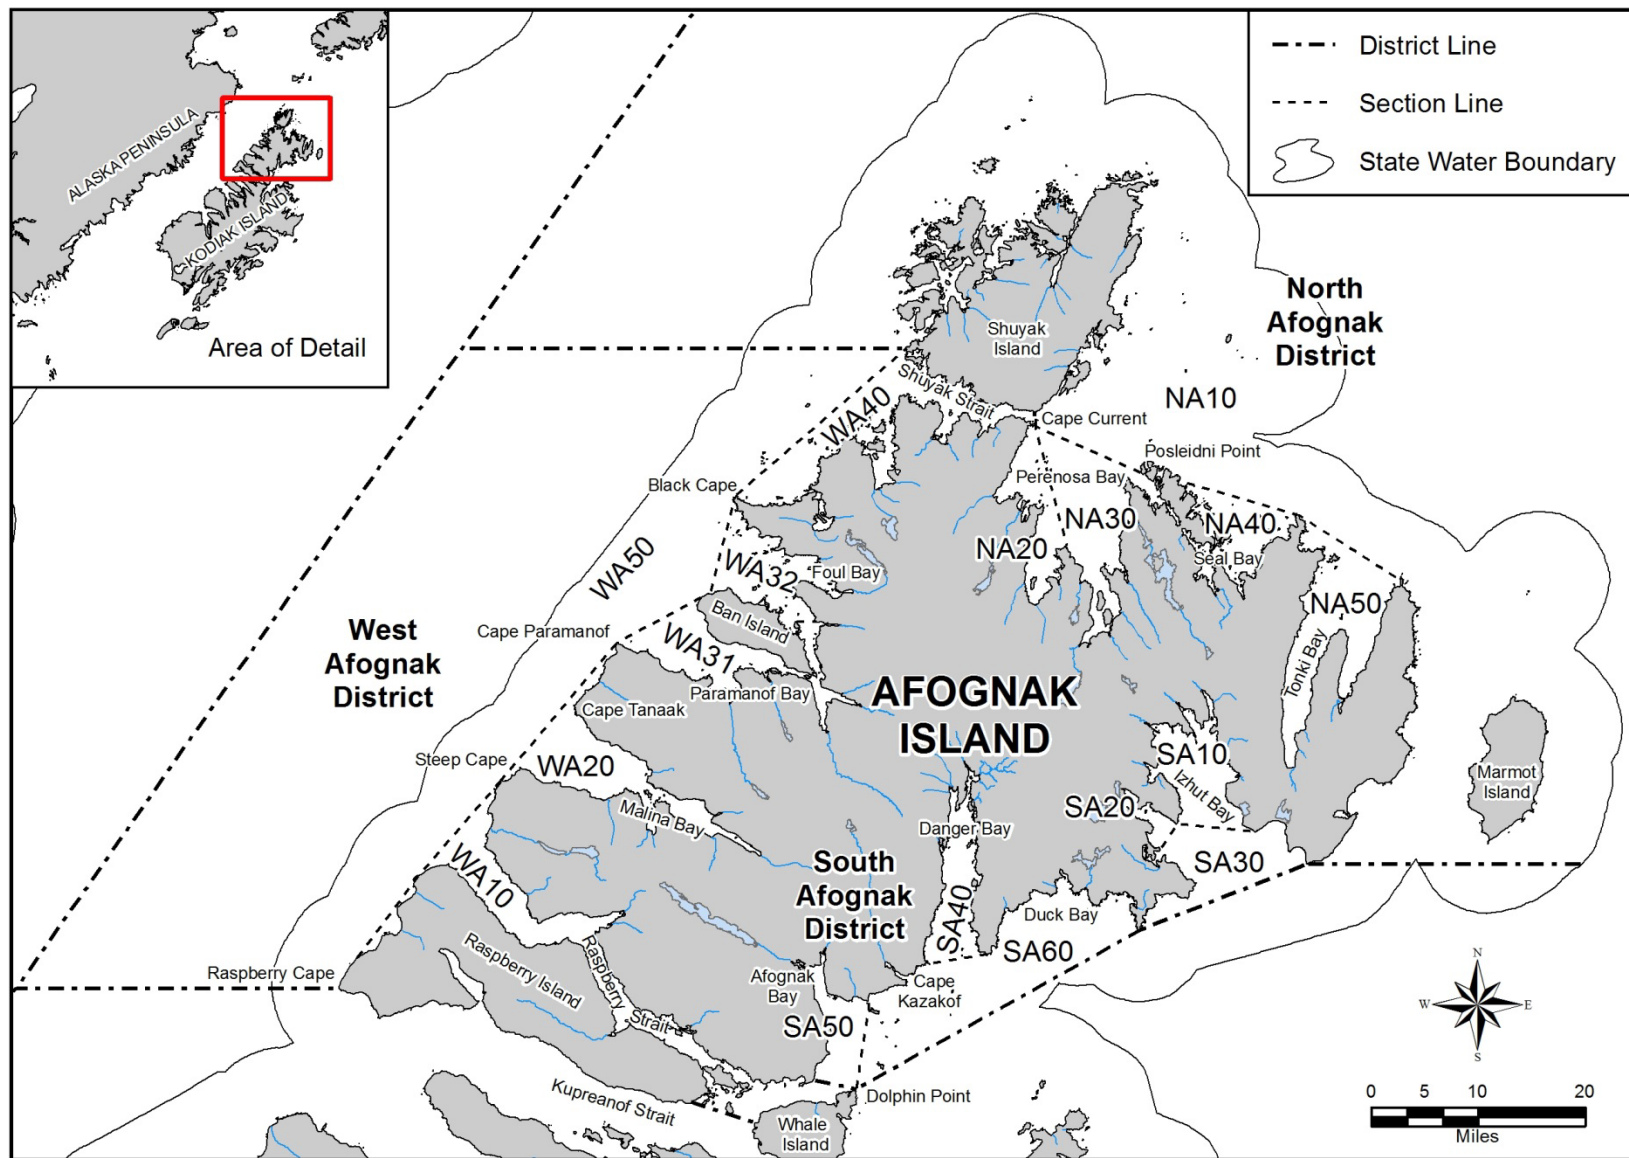 ALASKA PENINSULA
KODIAK ISLAND
Area of Detail
District Line
Section Line
State Water Boundary
North
Afognak
District
Shuyak
Island
Shuyak Strait
WA40
Cape Current
NA10
Posleidni Point
Perenosa Bay
Black Cape
NA30
NA40
NA20
Seal Bay
WA50
WA32
Foul Bay
NA50
Ban Island
Cape Paramanof
West
Afognak
District
WA31
Tonki Bay
Paramanof Bay
Cape Tanaak
AFOGNAK
ISLAND
SA10
Izhut Bay
Steep Cape
WA20
Marmot
Island
Malina Bay
SA20
Danger Bay
SA30
WA10
South
Afognak
District
SA40
Duck Bay
SA60
Raspberry Cape
Raspberry Island
Raspberry
Strait
Afognak
Bay
Cape
Kazakof
SA50
Kupreanof Strait
Dolphin Point
Whale
Island
N
W
E
S
0 5 10 20
Miles